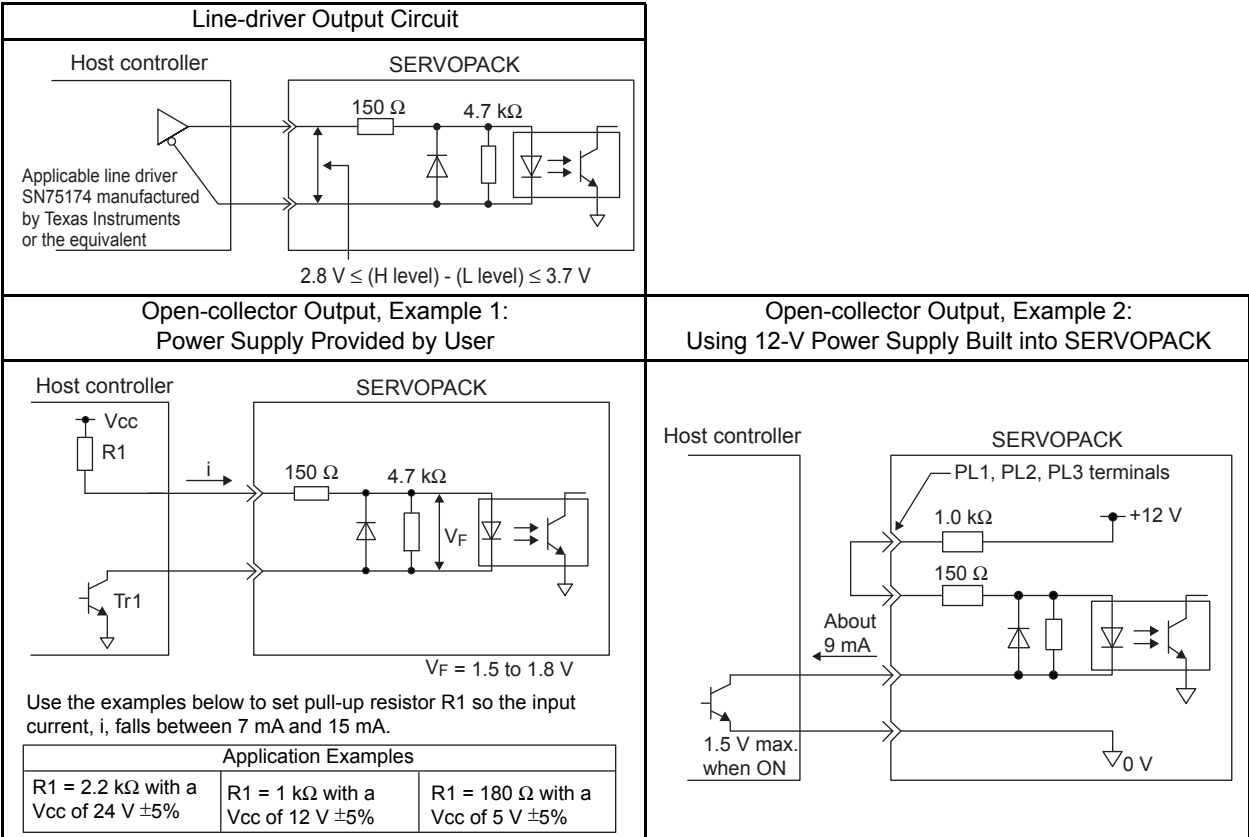 Line-driver Output Circuit
Host controller
SERVOPACK
150 Ω
4.7 kΩ
Applicable line driver
SN75174 manufactured
by Texas Instruments
or the equivalent
2.8 V ≤ (H level) - (L level) ≤ 3.7 V
Open-collector Output, Example 1:
Power Supply Provided by User
Host controller
SERVOPACK
Vcc
R1
i
150 Ω
4.7 kΩ
VF
Tr1
VF = 1.5 to 1.8 V
Use the examples below to set pull-up resistor R1 so the input
current, i, falls between 7 mA and 15 mA.
Application Examples
R1 = 2.2 kΩ with a
Vcc of 24 V ±5%
R1 = 1 kΩ with a
Vcc of 12 V ±5%
R1 = 180 Ω with a
Vcc of 5 V ±5%
Open-collector Output, Example 2:
Using 12-V Power Supply Built into SERVOPACK
Host controller
SERVOPACK
PL1, PL2, PL3 terminals
1.0 kΩ
+12 V
150 Ω
About
9 mA
1.5 V max.
when ON
0 V